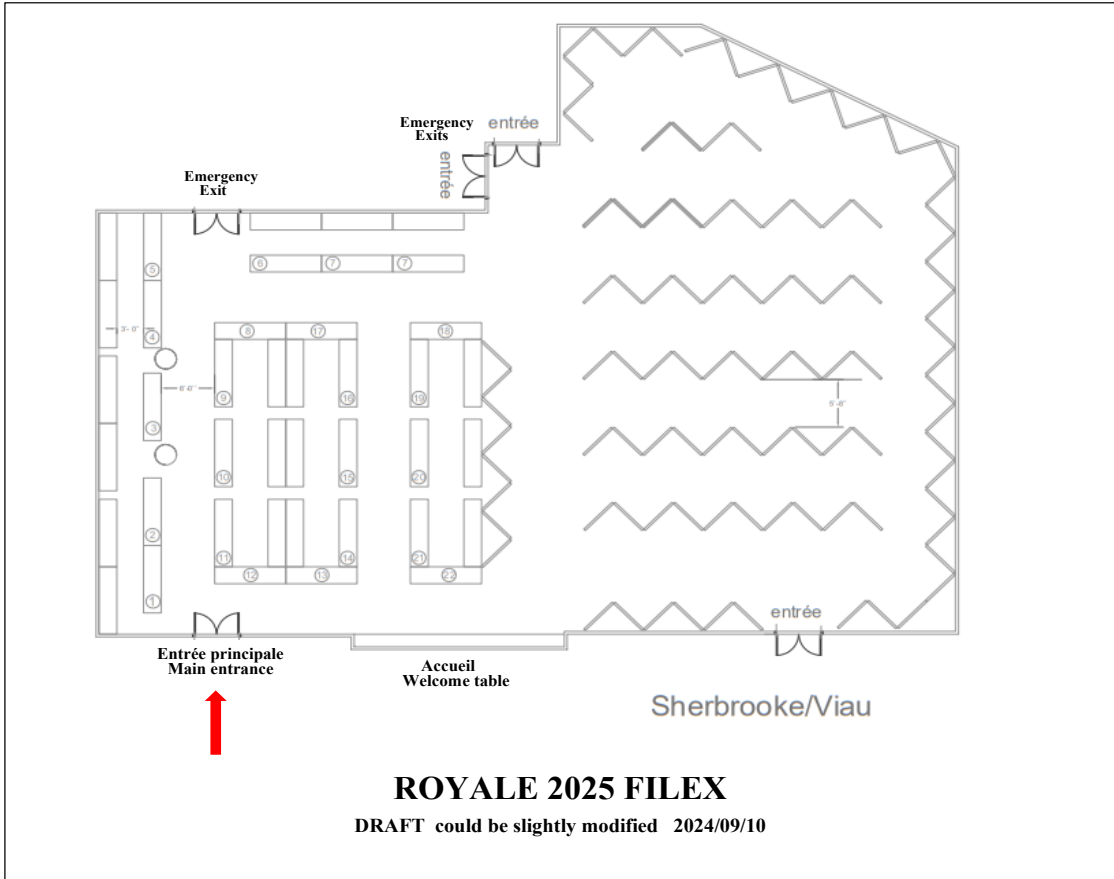 Emergency
Exits
entrée
entrée
Emergency
Exit
5
6
7
7
4
3'- 0"
8
17
18
6'-0"
9
16
19
5'-8"
3
10
15
20
2
11
14
21
12
13
22
1
entrée
Entrée principale
Main entrance
Accueil
Welcome table
Sherbrooke/Viau
ROYALE 2025 FILEX
DRAFT could be slightly modified 2024/09/10